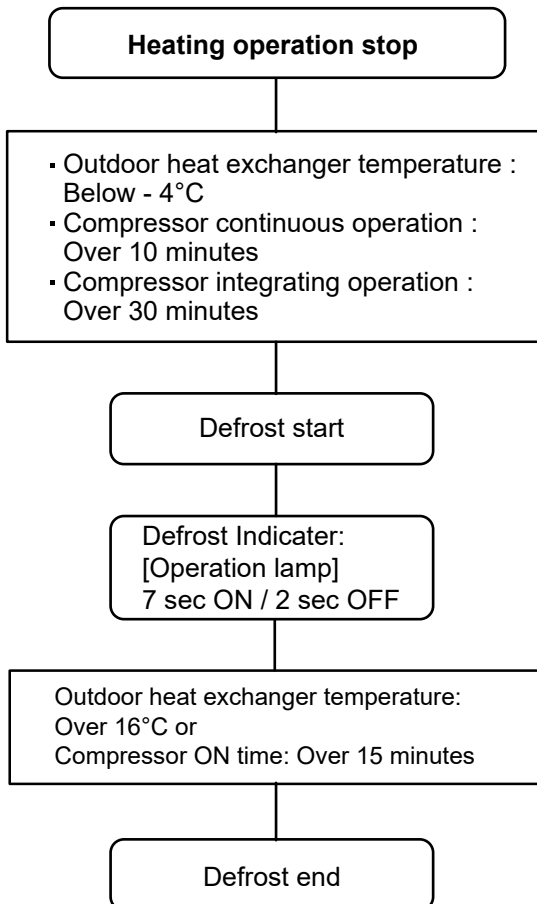 Heating operation stop
▪ Outdoor heat exchanger temperature :
Below - 4°C
▪ Compressor continuous operation :
Over 10 minutes
▪ Compressor integrating operation :
Over 30 minutes
Defrost start
Defrost Indicater:
[Operation lamp]
7 sec ON / 2 sec OFF
Outdoor heat exchanger temperature:
Over 16°C or
Compressor ON time: Over 15 minutes
Defrost end